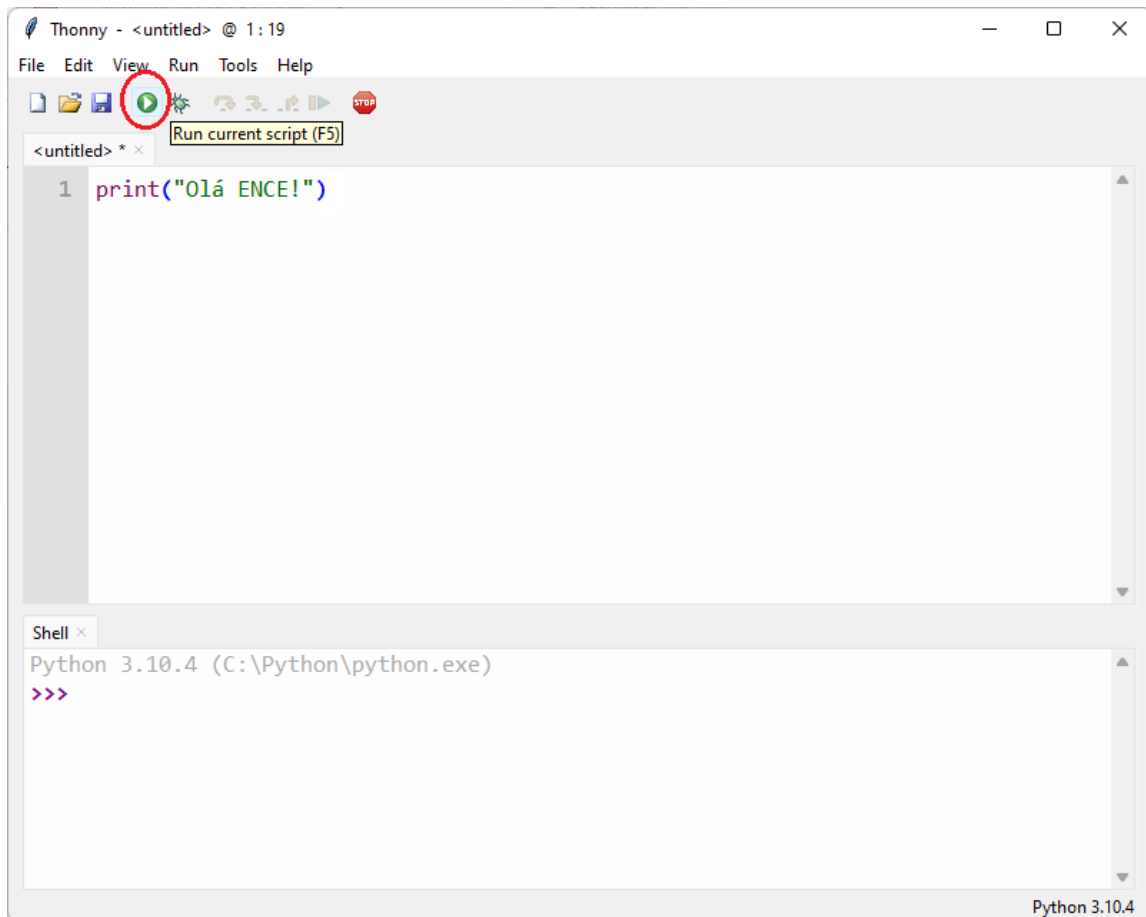 Thonny - <untitled> @ 1 : 19
File Edit View Run Tools Help
STOP
Run current script (F5)
<untitled> * ×
1 print("Olá ENCE!")
Shell ×
Python 3.10.4 (C:\Python\python.exe)
>>>
Python 3.10.4